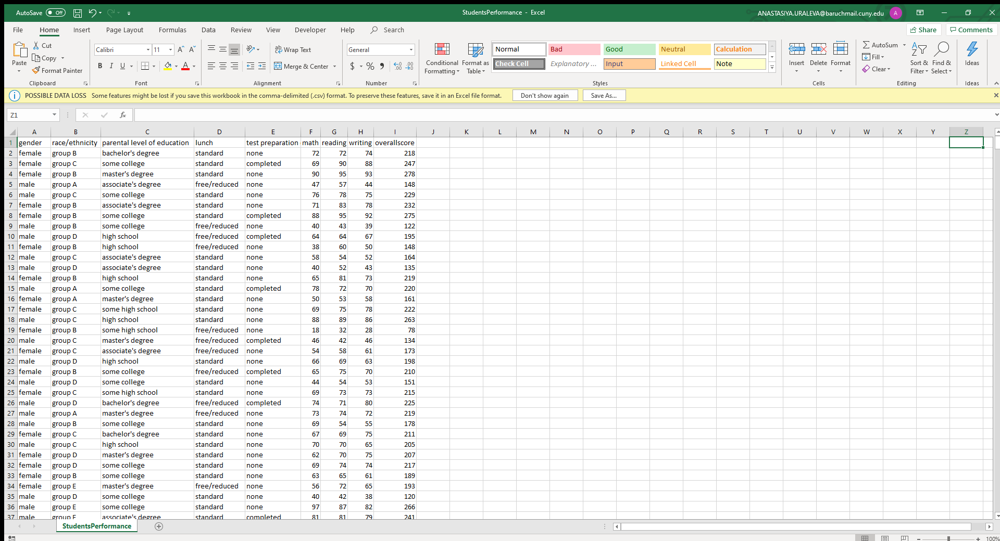 AutoSave Off StudentsPerformance - Excel ANASTASIYA.URALEVA@baruchmail.cuny.edu A
File Home Insert Page Layout Formulas Data Review View Developer Help Search Share Comments
Paste Cut Copy Format Painter Clipboard
Calibri 11 B I U A Font
Wrap Text Merge & Center Alignment
General $ % Number
Conditional Formatting Format as Table
Normal Bad Good Neutral Calculation
Check Cell Explanatory ... Input Linked Cell Note
Styles
Insert Delete Format Cells
AutoSum Fill Clear Sort & Filter Find & Select Editing
Ideas Ideas
POSSIBLE DATA LOSS Some features might be lost if you save this workbook in the comma-delimited (.csv) format. To preserve these features, save it in an Excel file format. Don't show again Save As...
Z1 fx
A B C D E F G H I J K L M N O P Q R S T U V W X Y Z
1 gender race/ethnicity parental level of education lunch test preparation math reading writing overallscore
2 female group B bachelor's degree standard none 72 72 74 218
3 female group C some college standard completed 69 90 88 247
4 female group B master's degree standard none 90 95 93 278
5 male group A associate's degree free/reduced none 47 57 44 148
6 male group C some college standard none 76 78 75 229
7 female group B associate's degree standard none 71 83 78 232
8 female group B some college standard completed 88 95 92 275
9 male group B some college free/reduced none 40 43 39 122
10 male group D high school free/reduced completed 64 64 67 195
11 female group B high school free/reduced none 38 60 50 148
12 male group C associate's degree standard none 58 54 52 164
13 male group D associate's degree standard none 40 52 43 135
14 female group B high school standard none 65 81 73 219
15 male group A some college standard completed 78 72 70 220
16 female group A master's degree standard none 50 53 58 161
17 female group C some high school standard none 69 75 78 222
18 male group C high school standard none 88 89 86 263
19 female group B some high school free/reduced none 18 32 28 78
20 male group C master's degree free/reduced completed 46 42 46 134
21 female group C associate's degree free/reduced none 54 58 61 173
22 male group D high school standard none 66 69 63 198
23 female group B some college free/reduced completed 65 75 70 210
24 male group D some college standard none 44 54 53 151
25 female group C some high school standard none 69 73 73 215
26 male group D bachelor's degree free/reduced completed 74 71 80 225
27 male group A master's degree free/reduced none 73 74 72 219
28 male group B some college standard none 69 54 55 178
29 female group C bachelor's degree standard none 67 69 75 211
30 male group C high school standard none 70 70 65 205
31 female group D master's degree standard none 62 70 75 207
32 female group D some college standard none 69 74 74 217
33 female group B some college standard none 63 65 61 189
34 female group E master's degree free/reduced none 56 72 65 193
35 male group D some college standard none 40 42 38 120
36 male group E some college standard none 97 87 82 266
37 male group E associate's degree standard completed 81 81 79 241
StudentsPerformance
100%